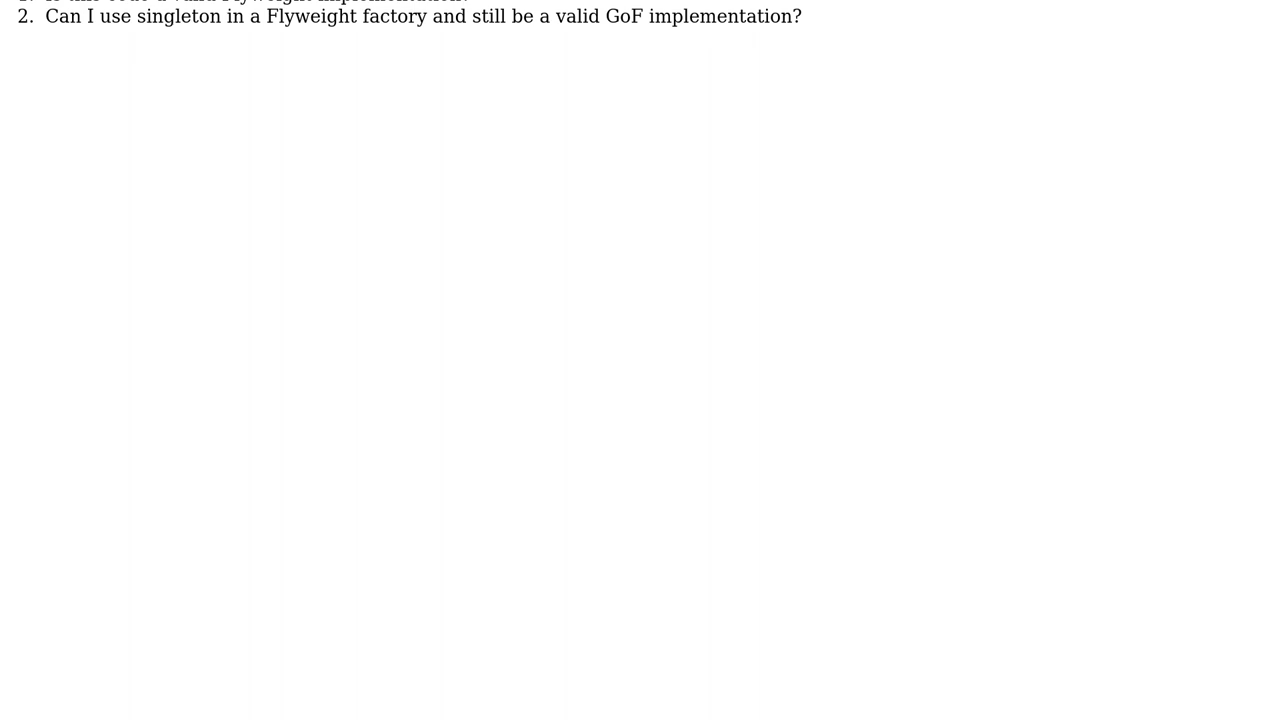 2. Can I use singleton in a Flyweight factory and still be a valid GoF implementation?